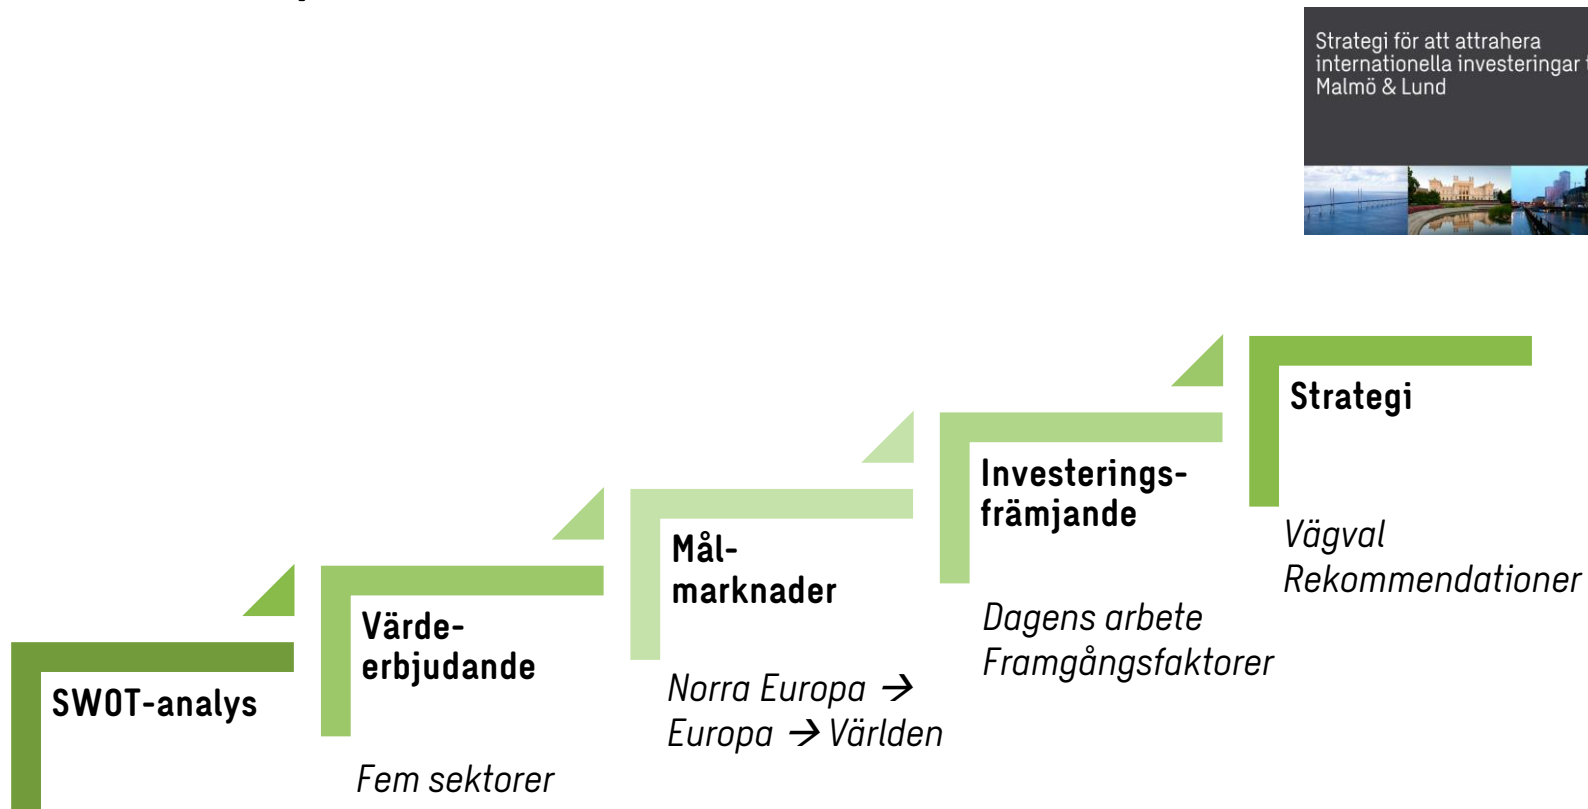 Strategi för att attrahera
internationella investeringar
Malmö & Lund
Strategi
Vägval
Rekommendationer
Investerings-
främjande
Dagens arbete
Framgångsfaktorer
Mål-
marknader
Norra Europa →
Europa → Världen
Värde-
erbjudande
Fem sektorer
SWOT-analys